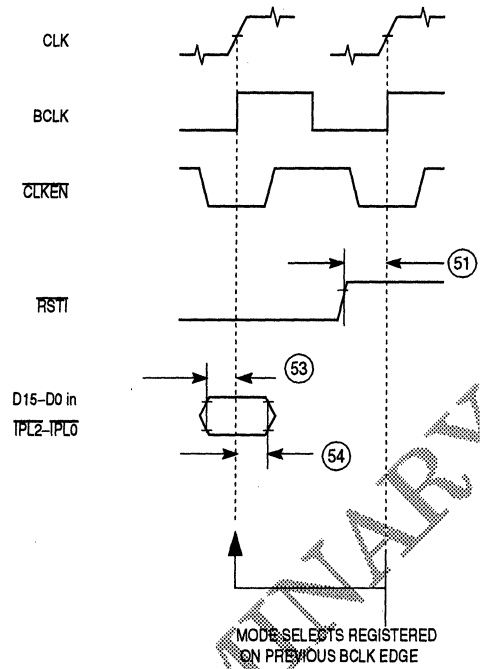 CLK
BCLK
CLKEN
51
RSTI
53
D15–D0 in
IPL2–IPL0
54
MINARY
MODE SELECTS REGISTERED
ON PREVIOUS BCLK EDGE